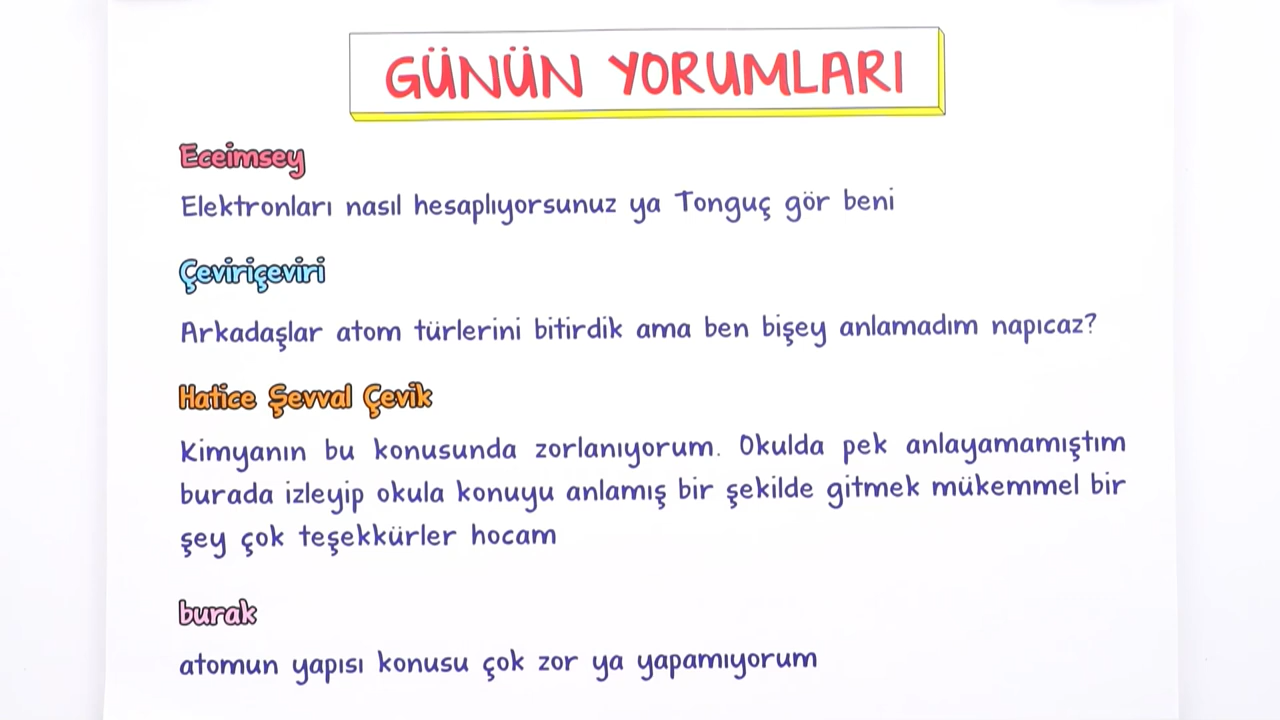 GÜNÜN YORUMLARI
Eceimsey
Elektronları nasıl hesaplıyorsunuz ya Tonguç gör beni
Çeviriçeviri
Arkadaşlar atom türlerini bitirdik ama ben bişey anlamadım napıcaz?
Hatice Şevval Çevik
Kimyanın bu konusunda zorlanıyorum. Okulda pek anlayamamıştım
burada izleyip okula konuyu anlamış bir şekilde gitmek mükemmel bir
şey çok teşekkürler hocam
burak
atomun yapısı konusu çok zor ya yapamıyorum